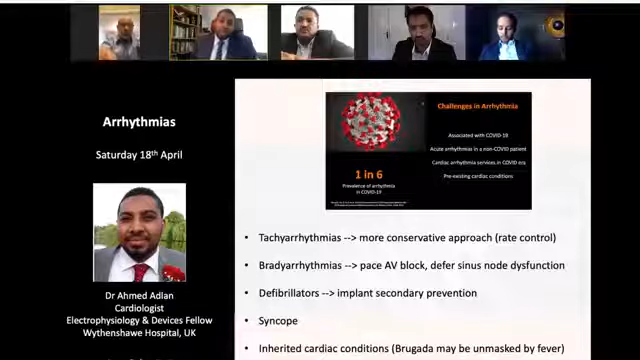 Arrhythmias
Saturday 18th April
Dr Ahmed Adlan
Cardiologist
Electrophysiology & Devices Fellow
Wythenshawe Hospital, UK
Challenges in Arrhythmia
Associated with COVID-19
Acute arrhythmias in a non-COVID patient
Cardiac arrhythmia services in COVID era
Pre-existing cardiac conditions
1 in 6
Prevalence of arrhythmia
in COVID-19
• Tachyarrhythmias --> more conservative approach (rate control)
• Bradyarrhythmias --> pace AV block, defer sinus node dysfunction
• Defibrillators --> implant secondary prevention
• Syncope
• Inherited cardiac conditions (Brugada may be unmasked by fever)